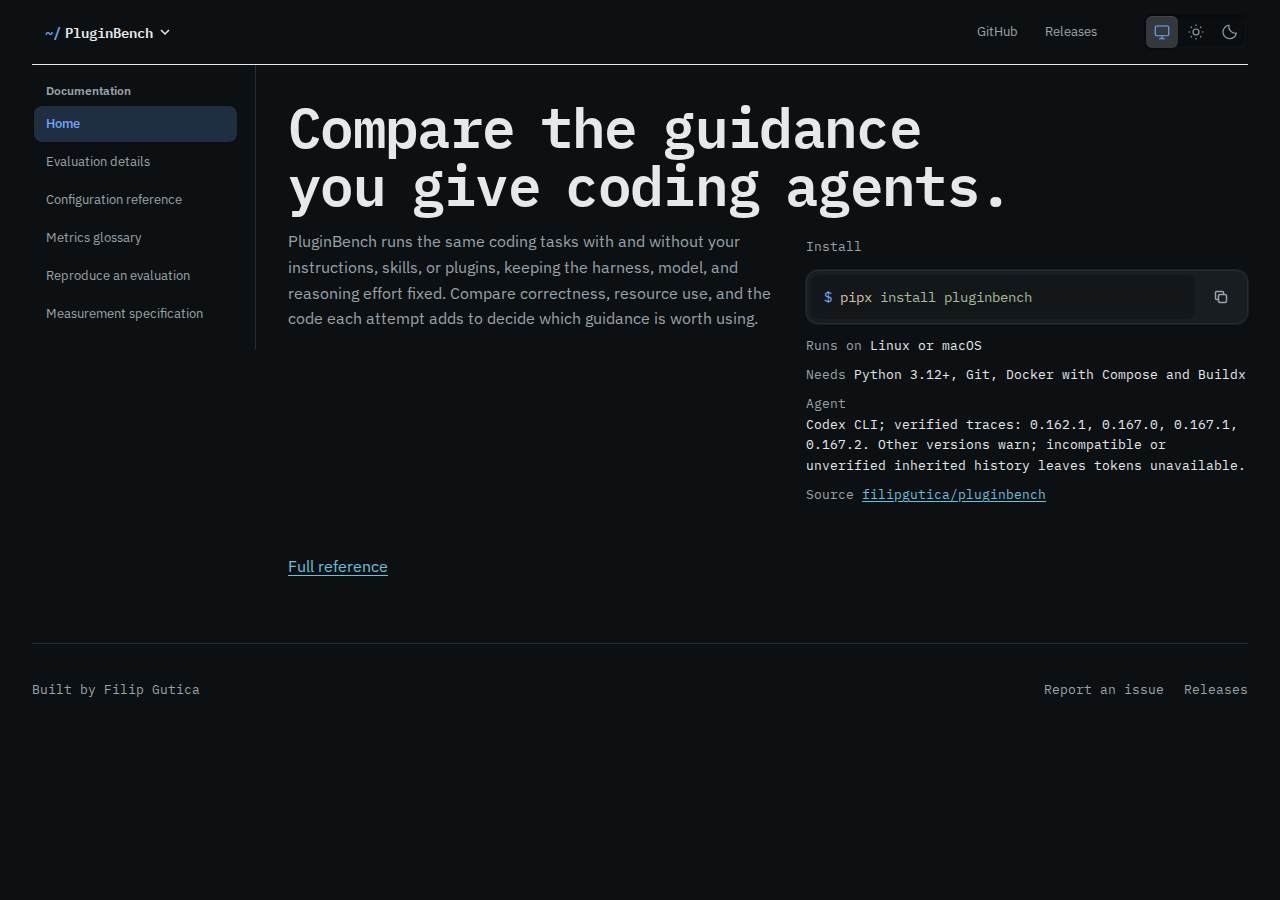 ~/ PluginBench
GitHub
Releases
Documentation
Home
Evaluation details
Configuration reference
Metrics glossary
Reproduce an evaluation
Measurement specification
Compare the guidance
you give coding agents.
PluginBench runs the same coding tasks with and without your
instructions, skills, or plugins, keeping the harness, model, and
reasoning effort fixed. Compare correctness, resource use, and the
code each attempt adds to decide which guidance is worth using.
Install
$ pipx install pluginbench
Runs on Linux or macOS
Needs Python 3.12+, Git, Docker with Compose and Buildx
Agent
Codex CLI; verified traces: 0.162.1, 0.167.0, 0.167.1,
0.167.2. Other versions warn; incompatible or
unverified inherited history leaves tokens unavailable.
Source filipgutica/pluginbench
Full reference
Built by Filip Gutica
Report an issue
Releases